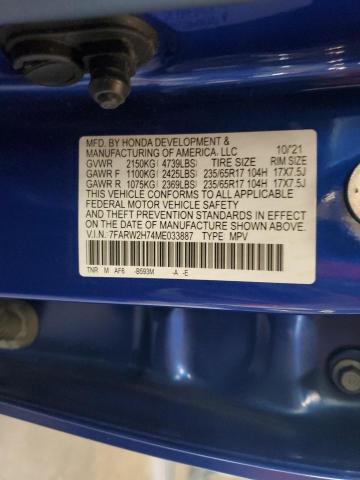 MFD. BY HONDA DEVELOPMENT &
MANUFACTURING OF AMERICA, LLC 10/'21
GVWR 2150KG( 4739LBS) TIRE SIZE RIM SIZE
GAWR F 1100KG( 2425LBS) 235/65R17 104H 17X7.5J
GAWR R 1075KG( 2369LBS) 235/65R17 104H 17X7.5J
THIS VEHICLE CONFORMS TO ALL APPLICABLE
FEDERAL MOTOR VEHICLE SAFETY
AND THEFT PREVENTION STANDARDS IN EFFECT
ON THE DATE OF MANUFACTURE SHOWN ABOVE.
V.I.N.: 7FARW2H74ME033887 TYPE: MPV
TNR M AF6 -B593M -A -E